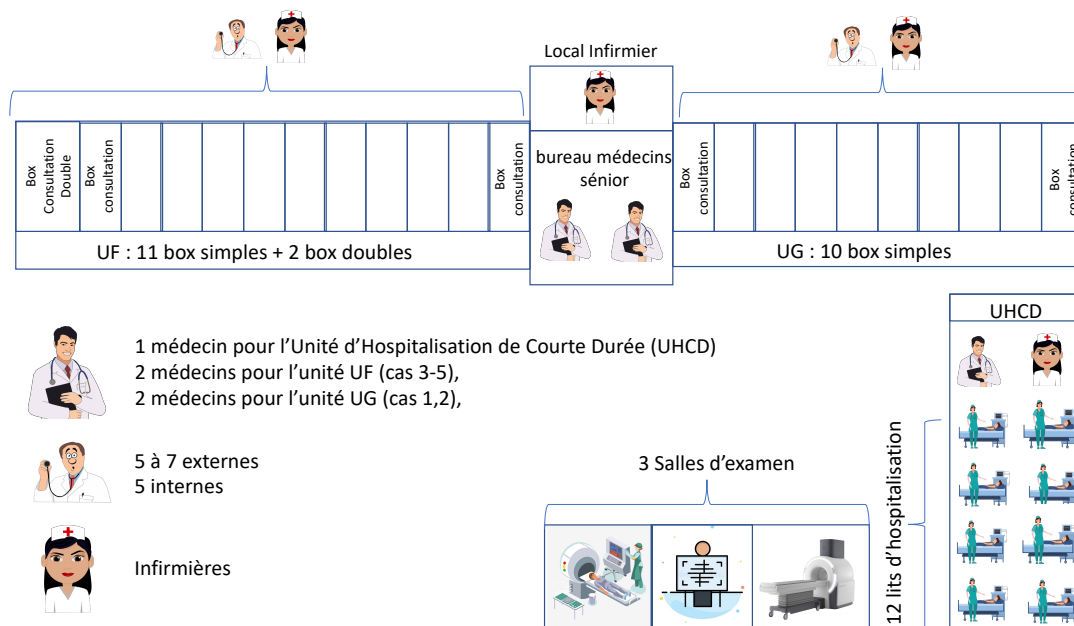 Local Infirmier
Box
Consultation
Double
Box
consultation
Box
consultation
bureau médecins
sénior
Box
consultation
Box
consultation
UF : 11 box simples + 2 box doubles
UG : 10 box simples
UHCD
1 médecin pour l’Unité d’Hospitalisation de Courte Durée (UHCD)
2 médecins pour l’unité UF (cas 3-5),
2 médecins pour l’unité UG (cas 1,2),
5 à 7 externes
5 internes
3 Salles d’examen
12 lits d’hospitalisation
Infirmières